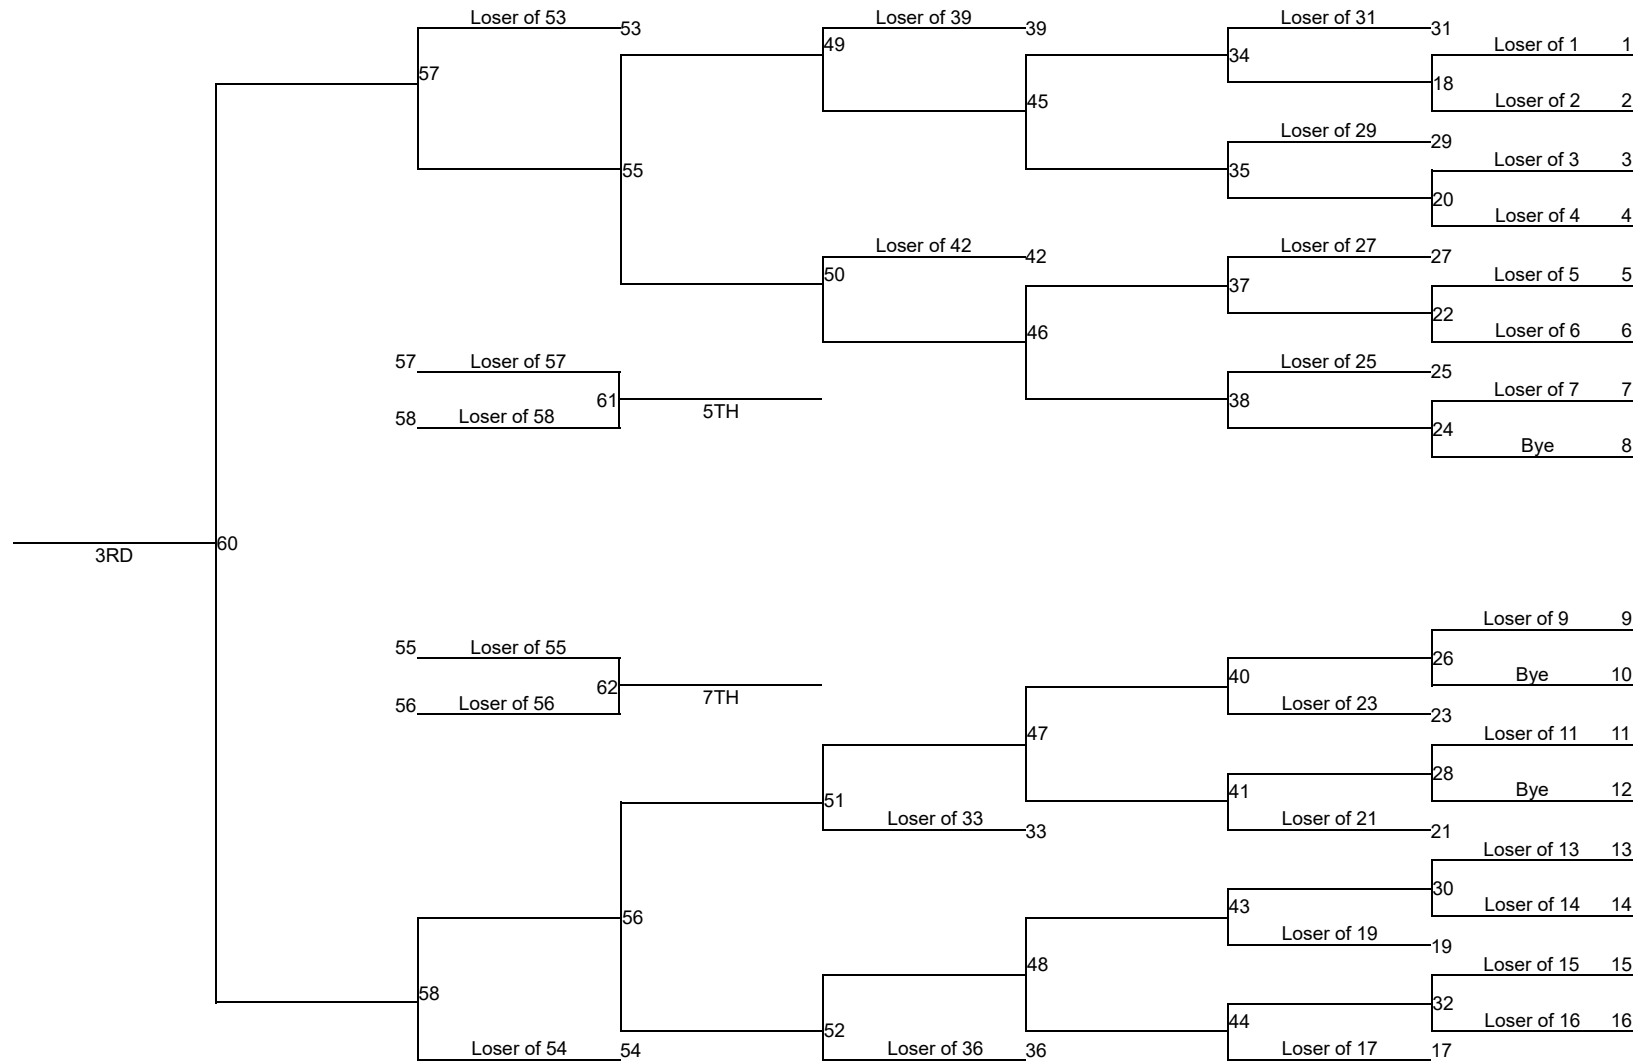 Loser of 53 53 Loser of 39 39 Loser of 31 31
Loser of 1 1
49
34
57
18
45
Loser of 2 2
Loser of 29 29
Loser of 3 3
55
35
20
Loser of 4 4
Loser of 42 42 Loser of 27 27
50
Loser of 5 5
37
22
46
Loser of 6 6
57 Loser of 57
Loser of 25 25
Loser of 7 7
61
5TH
38
58 Loser of 58
24
Bye 8
60
3RD
Loser of 9 9
55 Loser of 55
26
40
Bye 10
62
7TH
56 Loser of 56
Loser of 23 23
47
Loser of 11 11
28
41
Bye 12
51
Loser of 33 33
Loser of 21 21
Loser of 13 13
30
43
Loser of 14 14
56
Loser of 19 19
48
Loser of 15 15
58
32
44
Loser of 16 16
52
Loser of 54 54 Loser of 36 36 Loser of 17 17